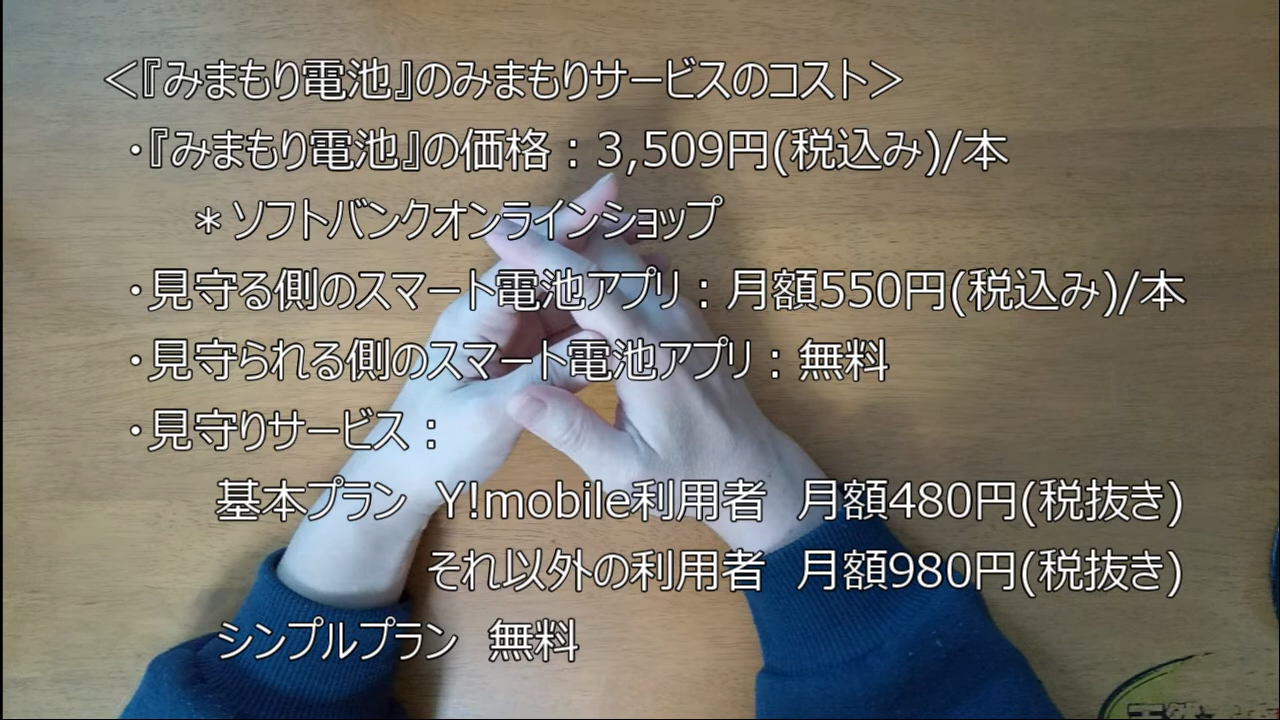 ＜『みまもり電池』のみまもりサービスのコスト＞
・『みまもり電池』の価格：3,509円(税込み)/本
＊ソフトバンクオンラインショップ
・見守る側のスマート電池アプリ：月額550円(税込み)/本
・見守られる側のスマート電池アプリ：無料
・見守りサービス：
基本プラン　Y!mobile利用者　月額480円(税抜き)
それ以外の利用者　月額980円(税抜き)
シンプルプラン　無料